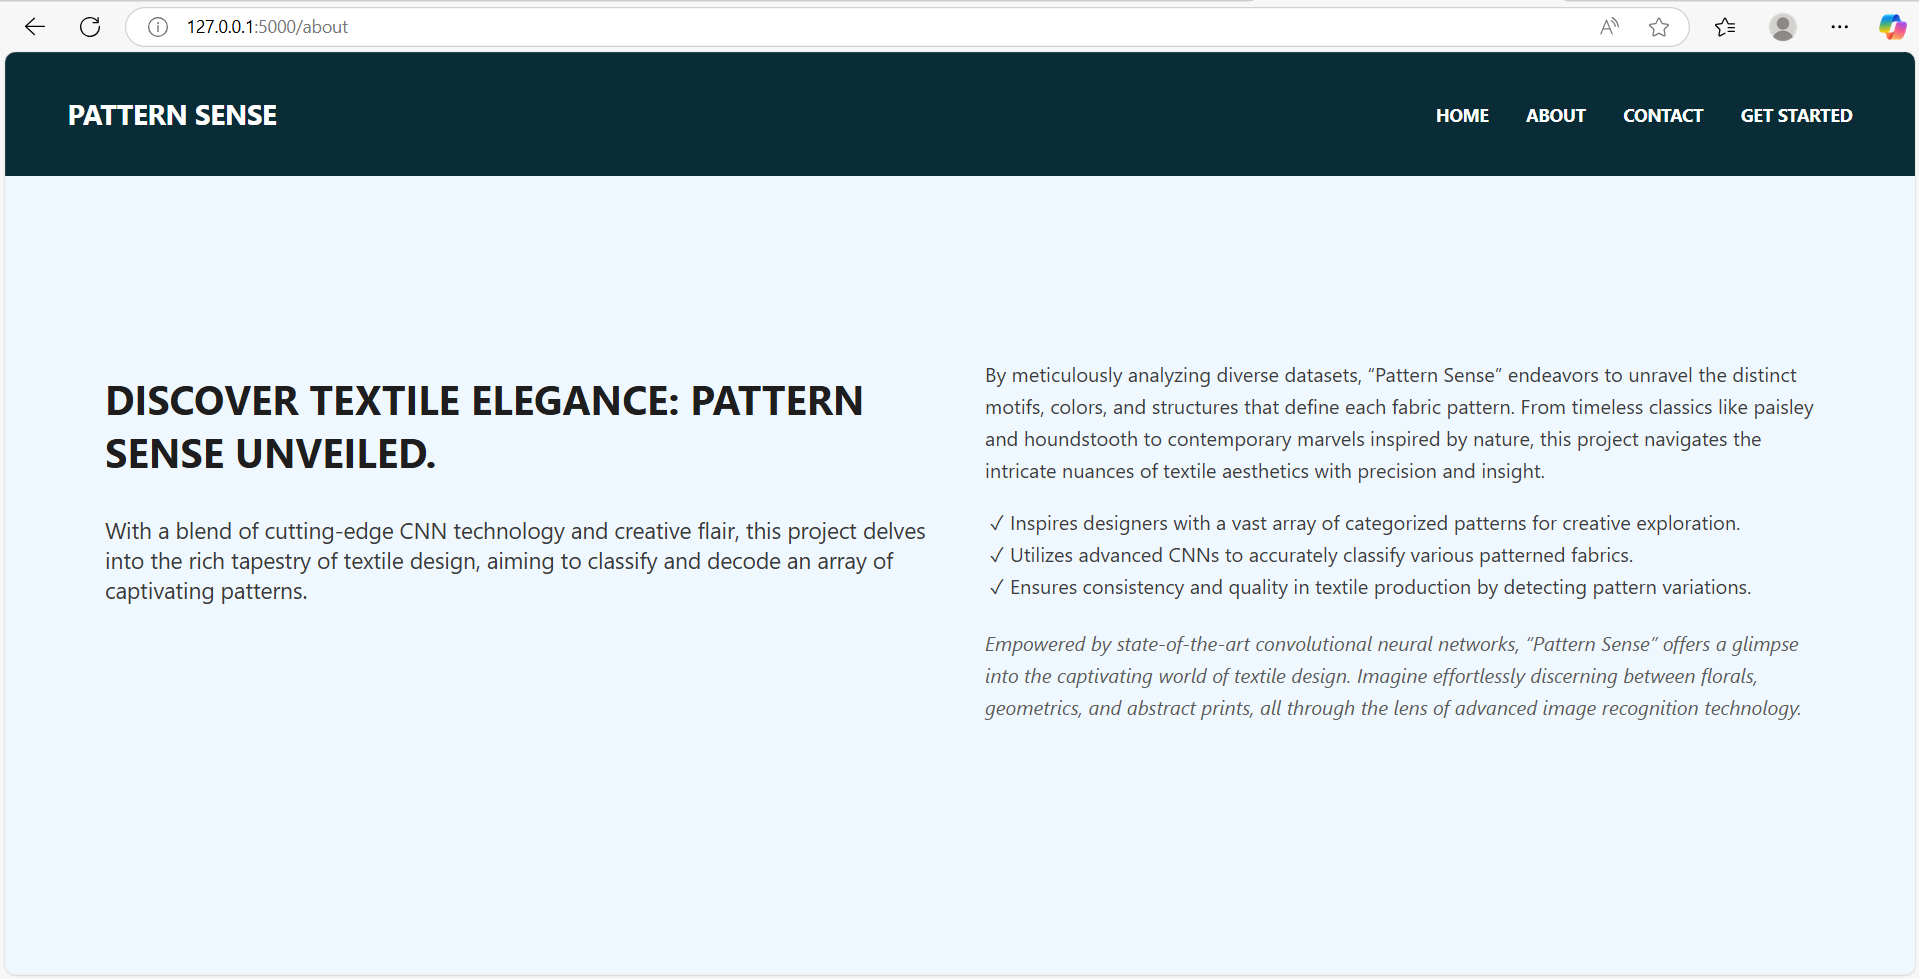 127.0.0.1:5000/about
PATTERN SENSE
HOME ABOUT CONTACT GET STARTED
DISCOVER TEXTILE ELEGANCE: PATTERN
SENSE UNVEILED.
With a blend of cutting-edge CNN technology and creative flair, this project delves
into the rich tapestry of textile design, aiming to classify and decode an array of
captivating patterns.
By meticulously analyzing diverse datasets, “Pattern Sense” endeavors to unravel the distinct
motifs, colors, and structures that define each fabric pattern. From timeless classics like paisley
and houndstooth to contemporary marvels inspired by nature, this project navigates the
intricate nuances of textile aesthetics with precision and insight.
✓ Inspires designers with a vast array of categorized patterns for creative exploration.
✓ Utilizes advanced CNNs to accurately classify various patterned fabrics.
✓ Ensures consistency and quality in textile production by detecting pattern variations.
Empowered by state-of-the-art convolutional neural networks, “Pattern Sense” offers a glimpse
into the captivating world of textile design. Imagine effortlessly discerning between florals,
geometrics, and abstract prints, all through the lens of advanced image recognition technology.